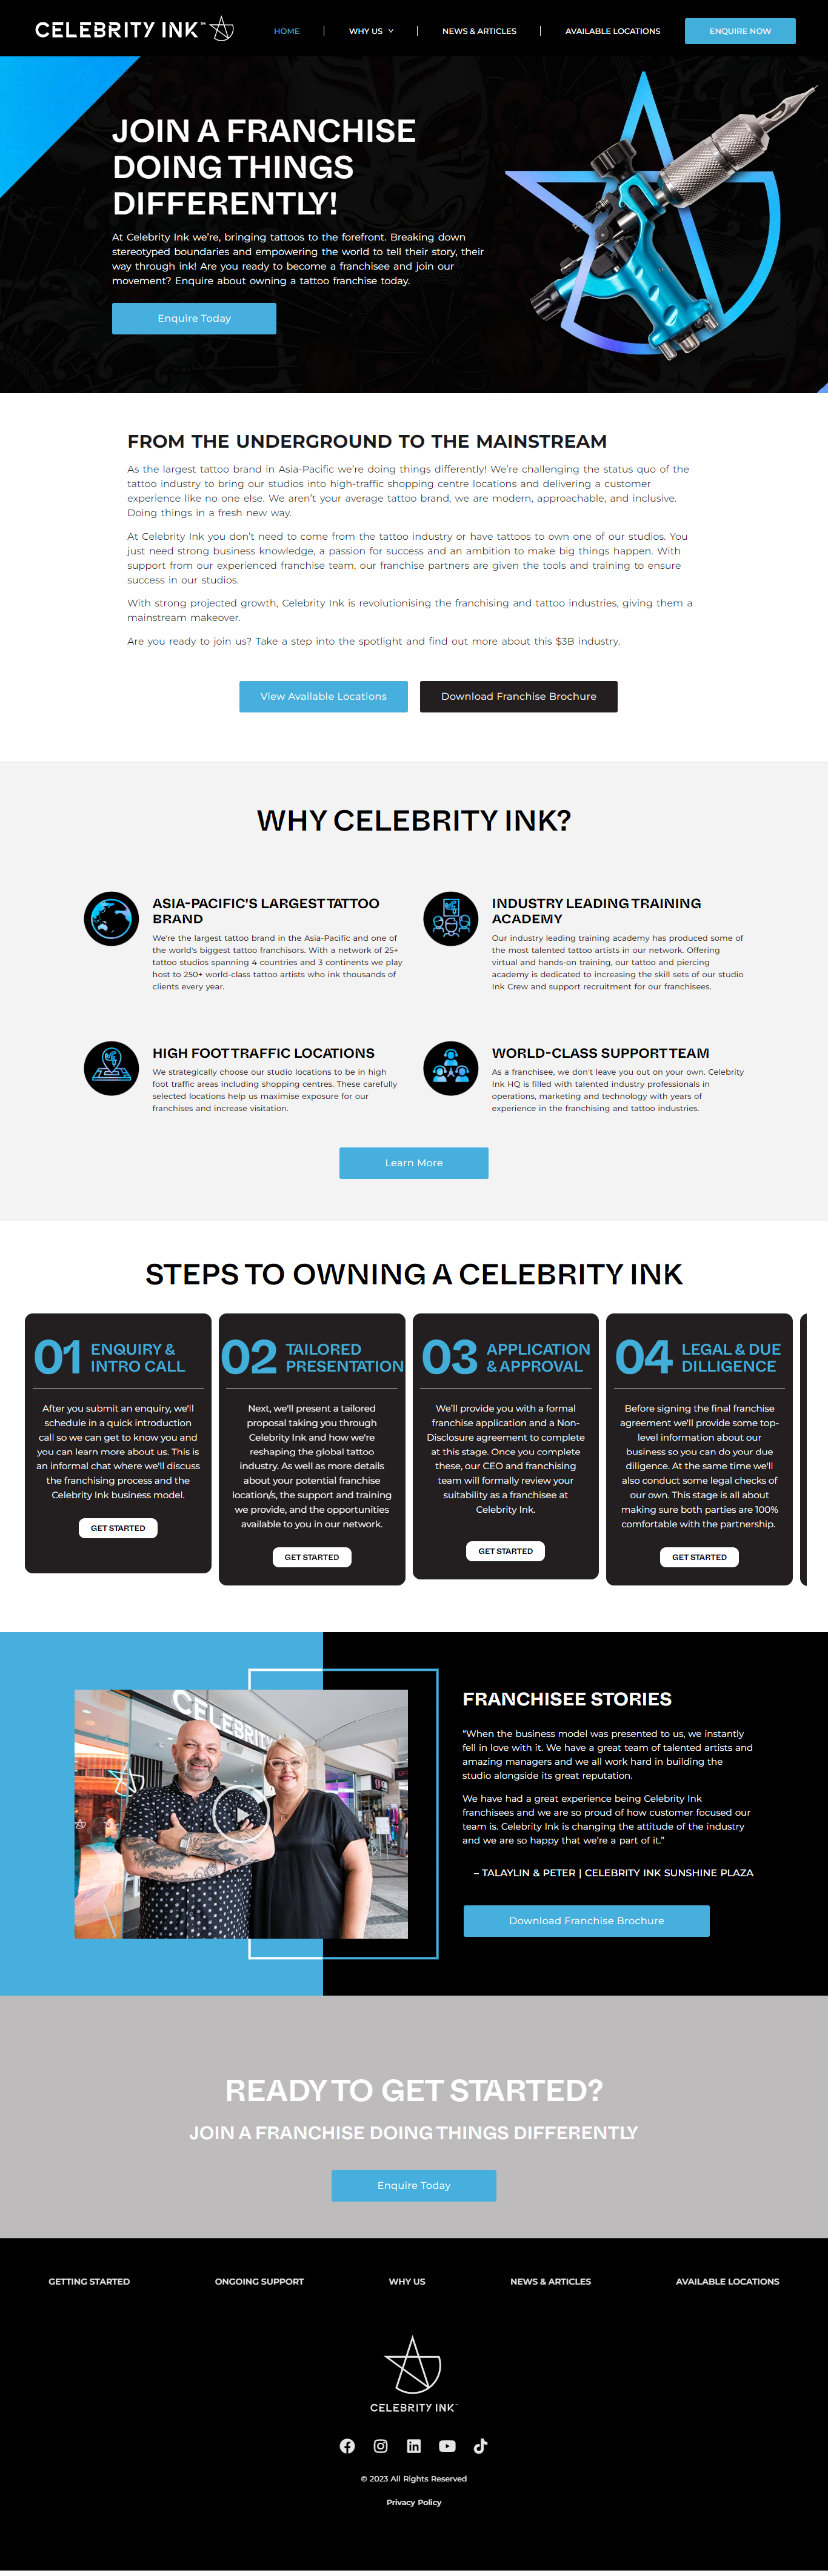 CELEBRITY INK™
HOME
WHY US
NEWS & ARTICLES
AVAILABLE LOCATIONS
ENQUIRE NOW
JOIN A FRANCHISE
DOING THINGS
DIFFERENTLY!
At Celebrity Ink we're, bringing tattoos to the forefront. Breaking down
stereotyped boundaries and empowering the world to tell their story, their
way through ink! Are you ready to become a franchisee and join our
movement? Enquire about owning a tattoo franchise today.
Enquire Today
FROM THE UNDERGROUND TO THE MAINSTREAM
As the largest tattoo brand in Asia-Pacific we're doing things differently! We're challenging the status quo of the
tattoo industry to bring our studios into high-traffic shopping centre locations and delivering a customer
experience like no one else. We aren't your average tattoo brand, we are modern, approachable, and inclusive.
Doing things in a fresh new way.
At Celebrity Ink you don't need to come from the tattoo industry or have tattoos to own one of our studios. You
just need strong business knowledge, a passion for success and an ambition to make big things happen. With
support from our experienced franchise team, our franchise partners are given the tools and training to ensure
success in our studios.
With strong projected growth, Celebrity Ink is revolutionising the franchising and tattoo industries, giving them a
mainstream makeover.
Are you ready to join us? Take a step into the spotlight and find out more about this $3B industry.
View Available Locations
Download Franchise Brochure
WHY CELEBRITY INK?
ASIA-PACIFIC'S LARGEST TATTOO
BRAND
We're the largest tattoo brand in the Asia-Pacific and one of
the world's biggest tattoo franchisors. With a network of 25+
tattoo studios spanning 4 countries and 3 continents we play
host to 250+ world-class tattoo artists who ink thousands of
clients every year.
INDUSTRY LEADING TRAINING
ACADEMY
Our industry leading training academy has produced some of
the most talented tattoo artists in our network. Offering
virtual and hands-on training, our tattoo and piercing
academy is dedicated to increasing the skill sets of our studio
Ink Crew and support recruitment for our franchisees.
HIGH FOOT TRAFFIC LOCATIONS
We strategically choose our studio locations to be in high
foot traffic areas including shopping centres. These carefully
selected locations help us maximise exposure for our
franchises and increase visitation.
WORLD-CLASS SUPPORT TEAM
As a franchisee, we don't leave you out on your own. Celebrity
Ink HQ is filled with talented industry professionals in
operations, marketing and technology with years of
experience in the franchising and tattoo industries.
Learn More
STEPS TO OWNING A CELEBRITY INK
01 ENQUIRY &
INTRO CALL
After you submit an enquiry, we'll
schedule in a quick introduction
call so we can get to know you and
you can learn more about us. This is
an informal chat where we'll discuss
the franchising process and the
Celebrity Ink business model.
GET STARTED
02 TAILORED
PRESENTATION
Next, we'll present a tailored
proposal taking you through
Celebrity Ink and how we're
reshaping the global tattoo
industry. As well as more details
about your potential franchise
location/s, the support and training
we provide, and the opportunities
available to you in our network.
GET STARTED
03 APPLICATION
& APPROVAL
We'll provide you with a formal
franchise application and a Non-
Disclosure agreement to complete
at this stage. Once you complete
these, our CEO and franchising
team will formally review your
suitability as a franchisee at
Celebrity Ink.
GET STARTED
04 LEGAL & DUE
DILLIGENCE
Before signing the final franchise
agreement we'll provide some top-
level information about our
business so you can do your due
diligence. At the same time we'll
also conduct some legal checks of
our own. This stage is all about
making sure both parties are 100%
comfortable with the partnership.
GET STARTED
CELEBRITY
FRANCHISEE STORIES
"When the business model was presented to us, we instantly
fell in love with it. We have a great team of talented artists and
amazing managers and we all work hard in building the
studio alongside its great reputation.
We have had a great experience being Celebrity Ink
franchisees and we are so proud of how customer focused our
team is. Celebrity Ink is changing the attitude of the industry
and we are so happy that we're a part of it."
– TALAYLIN & PETER | CELEBRITY INK SUNSHINE PLAZA
Download Franchise Brochure
READY TO GET STARTED?
JOIN A FRANCHISE DOING THINGS DIFFERENTLY
Enquire Today
GETTING STARTED
ONGOING SUPPORT
WHY US
NEWS & ARTICLES
AVAILABLE LOCATIONS
CELEBRITY INK™
© 2023 All Rights Reserved
Privacy Policy